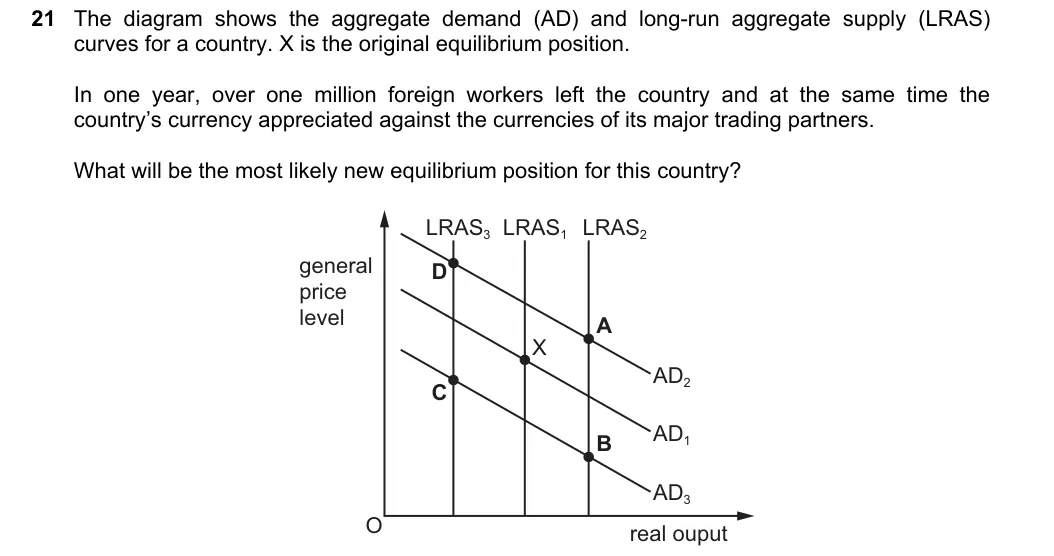 21 The diagram shows the aggregate demand (AD) and long-run aggregate supply (LRAS)
curves for a country. X is the original equilibrium position.
In one year, over one million foreign workers left the country and at the same time the
country's currency appreciated against the currencies of its major trading partners.
What will be the most likely new equilibrium position for this country?
LRAS₃ LRAS₁ LRAS₂
general
price
level
D
A
X
AD₂
C
AD₁
B
AD₃
O
real ouput